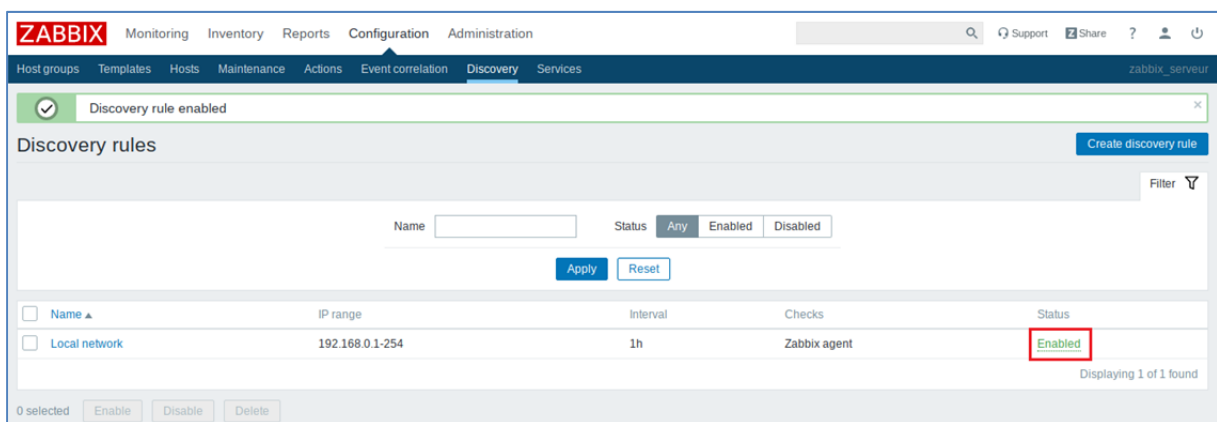 ZABBIX Monitoring Inventory Reports Configuration Administration Support Z Share ?
Host groups Templates Hosts Maintenance Actions Event correlation Discovery Services zabbix_serveur
Discovery rule enabled
Discovery rules Create discovery rule
Filter
Name Status Any Enabled Disabled
Apply Reset
Name IP range Interval Checks Status
Local network 192.168.0.1-254 1h Zabbix agent Enabled
Displaying 1 of 1 found
0 selected Enable Disable Delete